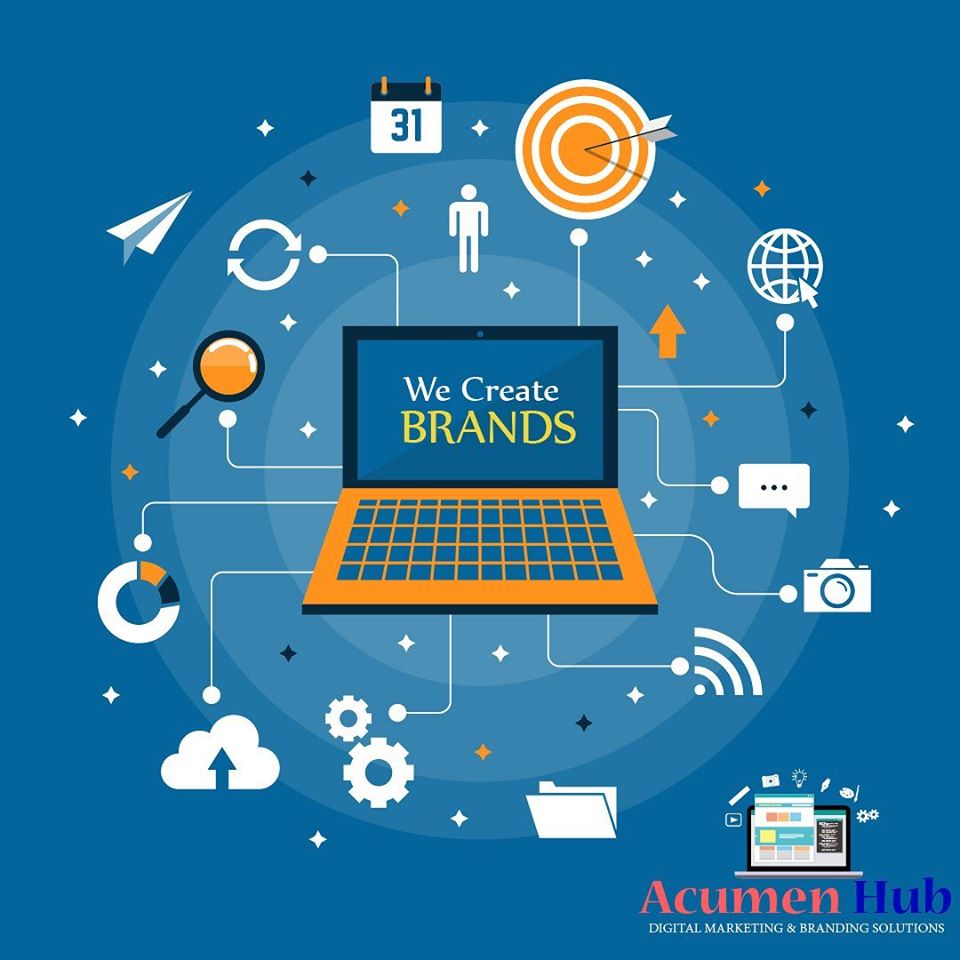 31
We Create
BRANDS
Acumen Hub
DIGITAL MARKETING & BRANDING SOLUTIONS